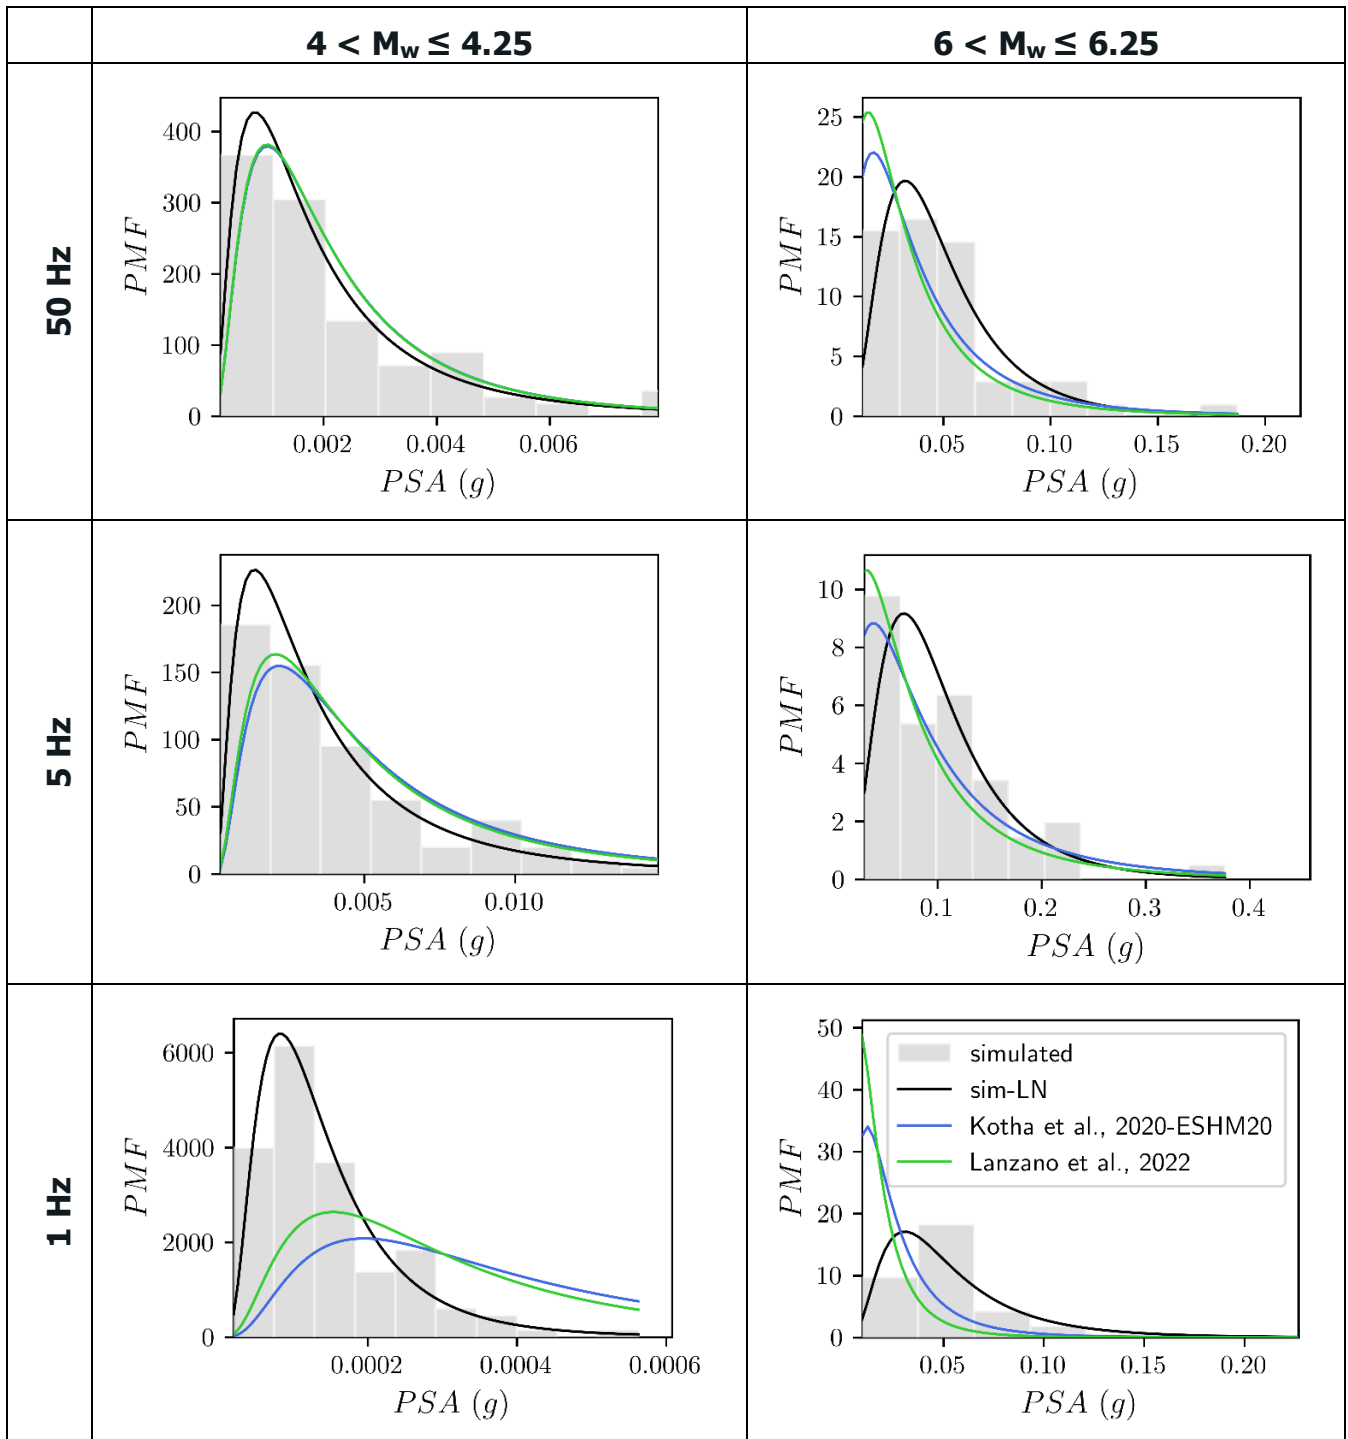 4 < Mw ≤ 4.25
6 < Mw ≤ 6.25
50 Hz
PMF
400
300
200
100
0
0.002 0.004 0.006
PSA (g)
PMF
25
20
15
10
5
0
0.05 0.10 0.15 0.20
PSA (g)
5 Hz
PMF
200
150
100
50
0
0.005 0.010
PSA (g)
PMF
10
8
6
4
2
0
0.1 0.2 0.3 0.4
PSA (g)
1 Hz
PMF
6000
4000
2000
0
0.0002 0.0004 0.0006
PSA (g)
PMF
50
40
30
20
10
0
simulated
sim-LN
Kotha et al., 2020-ESHM20
Lanzano et al., 2022
0.05 0.10 0.15 0.20
PSA (g)